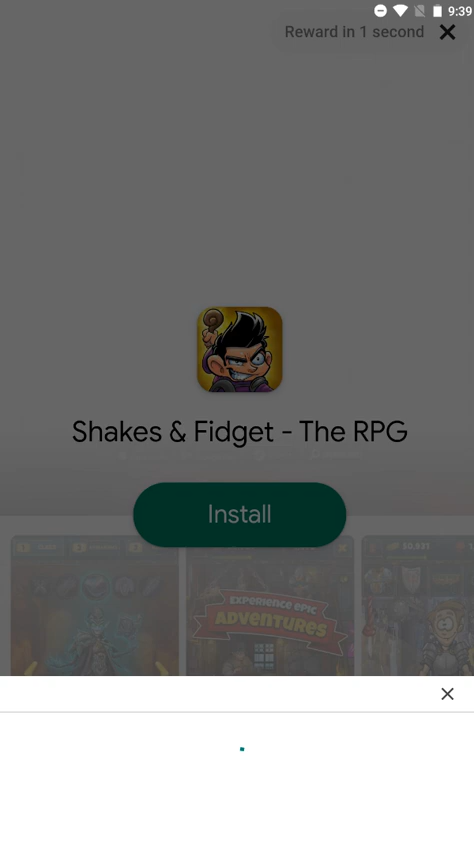 9:39
Reward in 1 second
Shakes & Fidget - The RPG
Install
EXPERIENCE EPIC
ADVENTURES